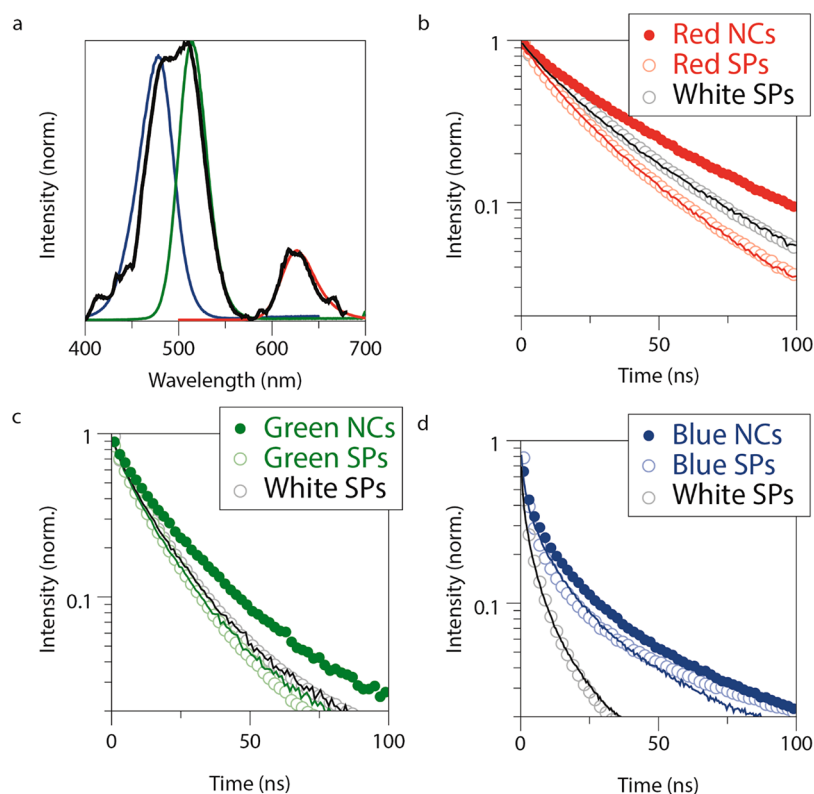 a
Intensity (norm.)
400 500 600 700
Wavelength (nm)
b
Red NCs
Red SPs
White SPs
1
0.1
Intensity (norm.)
0 50 100
Time (ns)
c
Green NCs
Green SPs
White SPs
1
0.1
Intensity (norm.)
0 50 100
Time (ns)
d
Blue NCs
Blue SPs
White SPs
1
0.1
Intensity (norm.)
0 50 100
Time (ns)